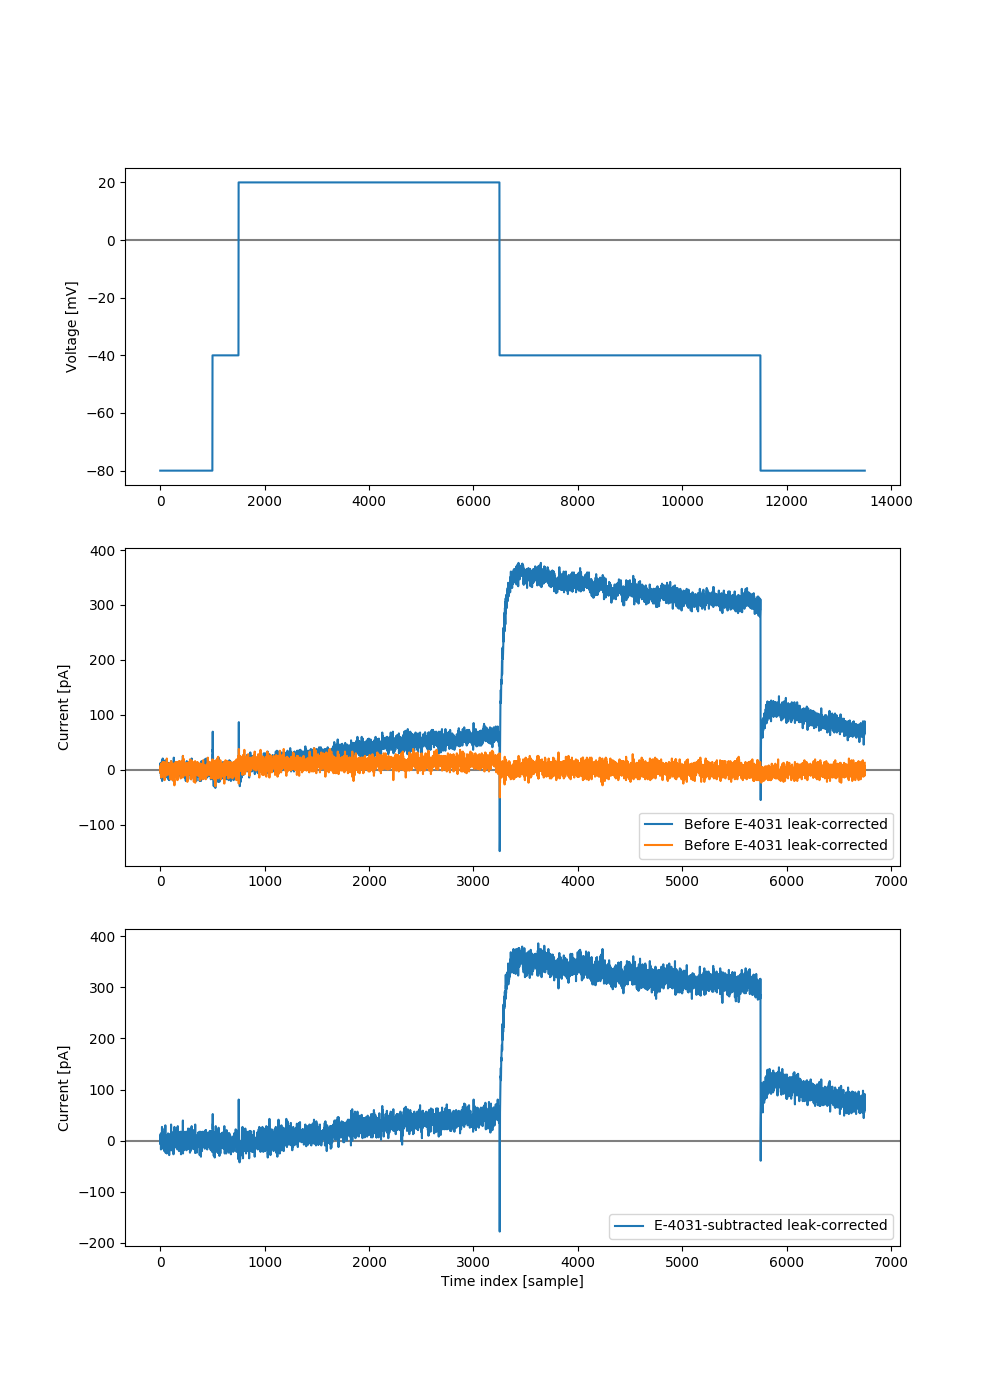 20
0
−20
−40
−60
−80
Voltage [mV]
0 2000 4000 6000 8000 10000 12000 14000
400
300
200
100
0
−100
Current [pA]
Before E-4031 leak-corrected
Before E-4031 leak-corrected
0 1000 2000 3000 4000 5000 6000 7000
400
300
200
100
0
−100
−200
Current [pA]
E-4031-subtracted leak-corrected
0 1000 2000 3000 4000 5000 6000 7000
Time index [sample]